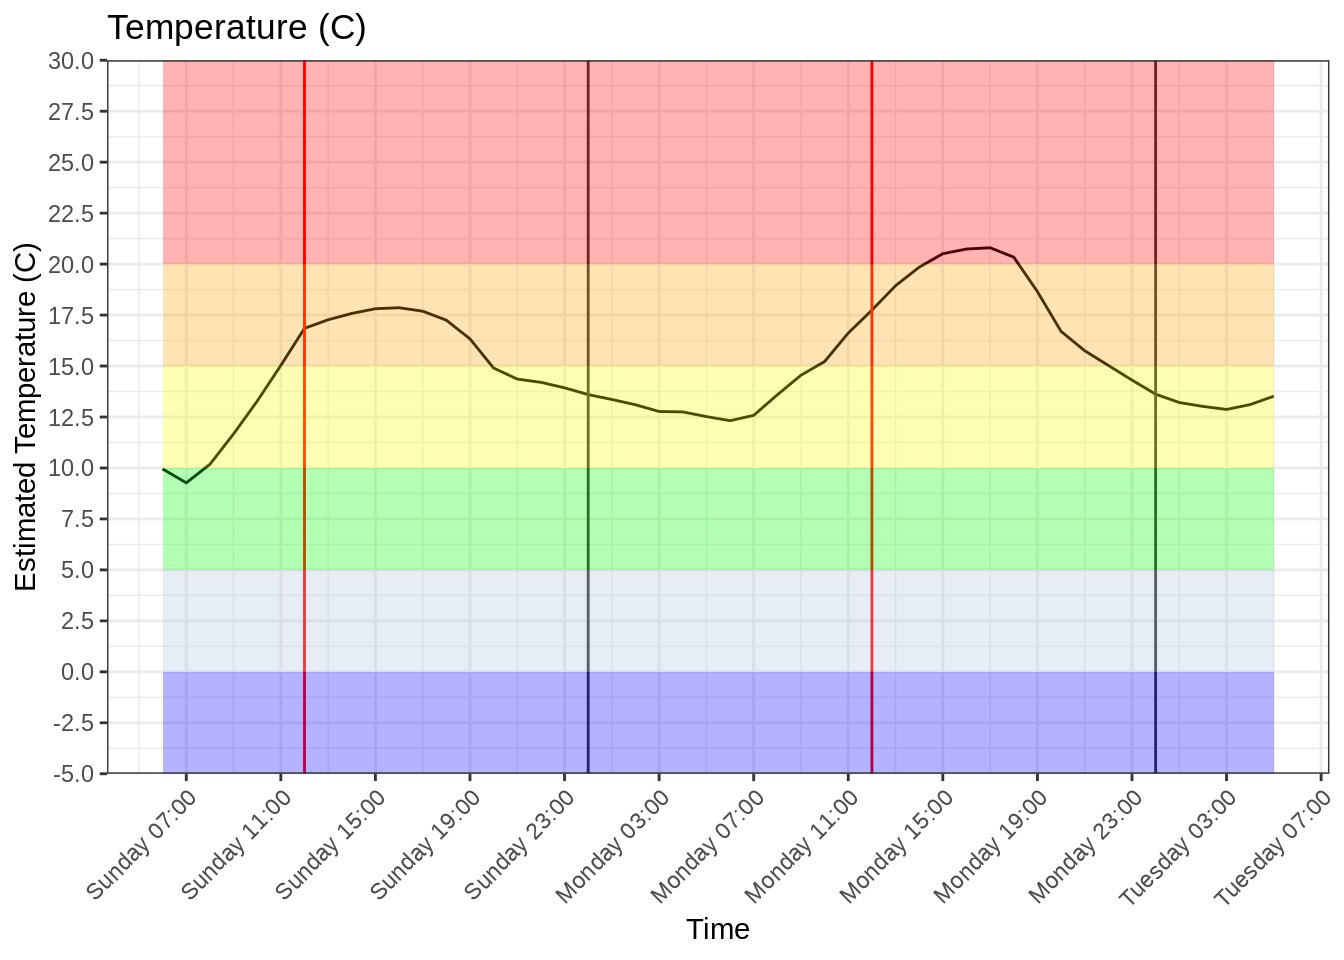 Temperature (C)
30.0
27.5
25.0
22.5
20.0
17.5
15.0
12.5
10.0
7.5
5.0
2.5
0.0
-2.5
-5.0
Estimated Temperature (C)
Sunday 07:00
Sunday 11:00
Sunday 15:00
Sunday 19:00
Sunday 23:00
Monday 03:00
Monday 07:00
Monday 11:00
Monday 15:00
Monday 19:00
Monday 23:00
Tuesday 03:00
Tuesday 07:00
Time